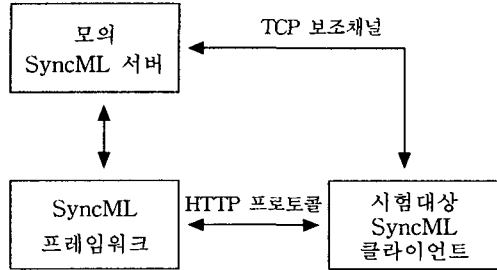 모의
SyncML 서버
TCP 보조채널
SyncML
프레임워크
HTTP 프로토콜
시험대상
SyncML
클라이언트